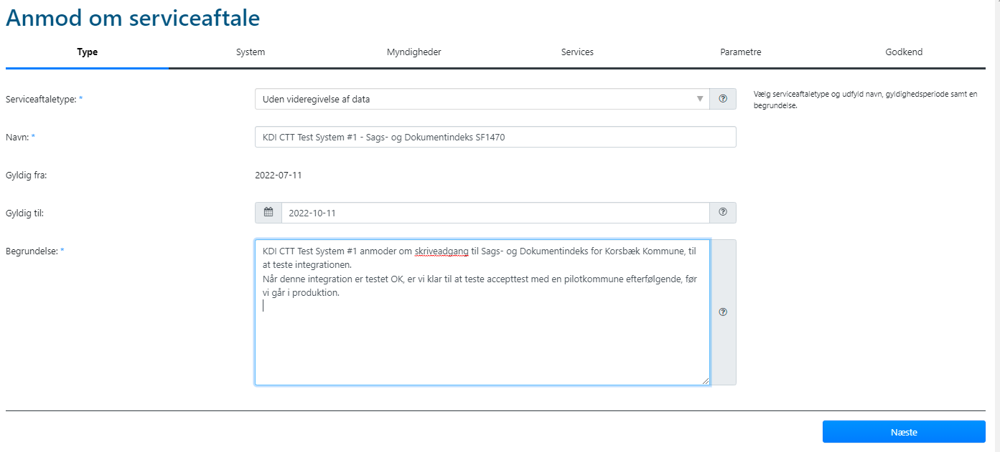 Anmod om serviceaftale
Type System Myndigheder Services Parametre Godkend
Serviceaftaletype: * Uden videregivelse af data
Vælg serviceaftaletype og udfyld navn, gyldighedsperiode samt en
begrundelse.
Navn: * KDI CTT Test System #1 - Sags- og Dokumentindeks SF1470
Gyldig fra: 2022-07-11
Gyldig til: 2022-10-11
Begrundelse: * KDI CTT Test System #1 anmoder om skriveadgang til Sags- og Dokumentindeks for Korsbæk Kommune, til
at teste integrationen.
Når denne integration er testet OK, er vi klar til at teste accepttest med en pilotkommune efterfølgende, før
vi går i produktion.
Næste